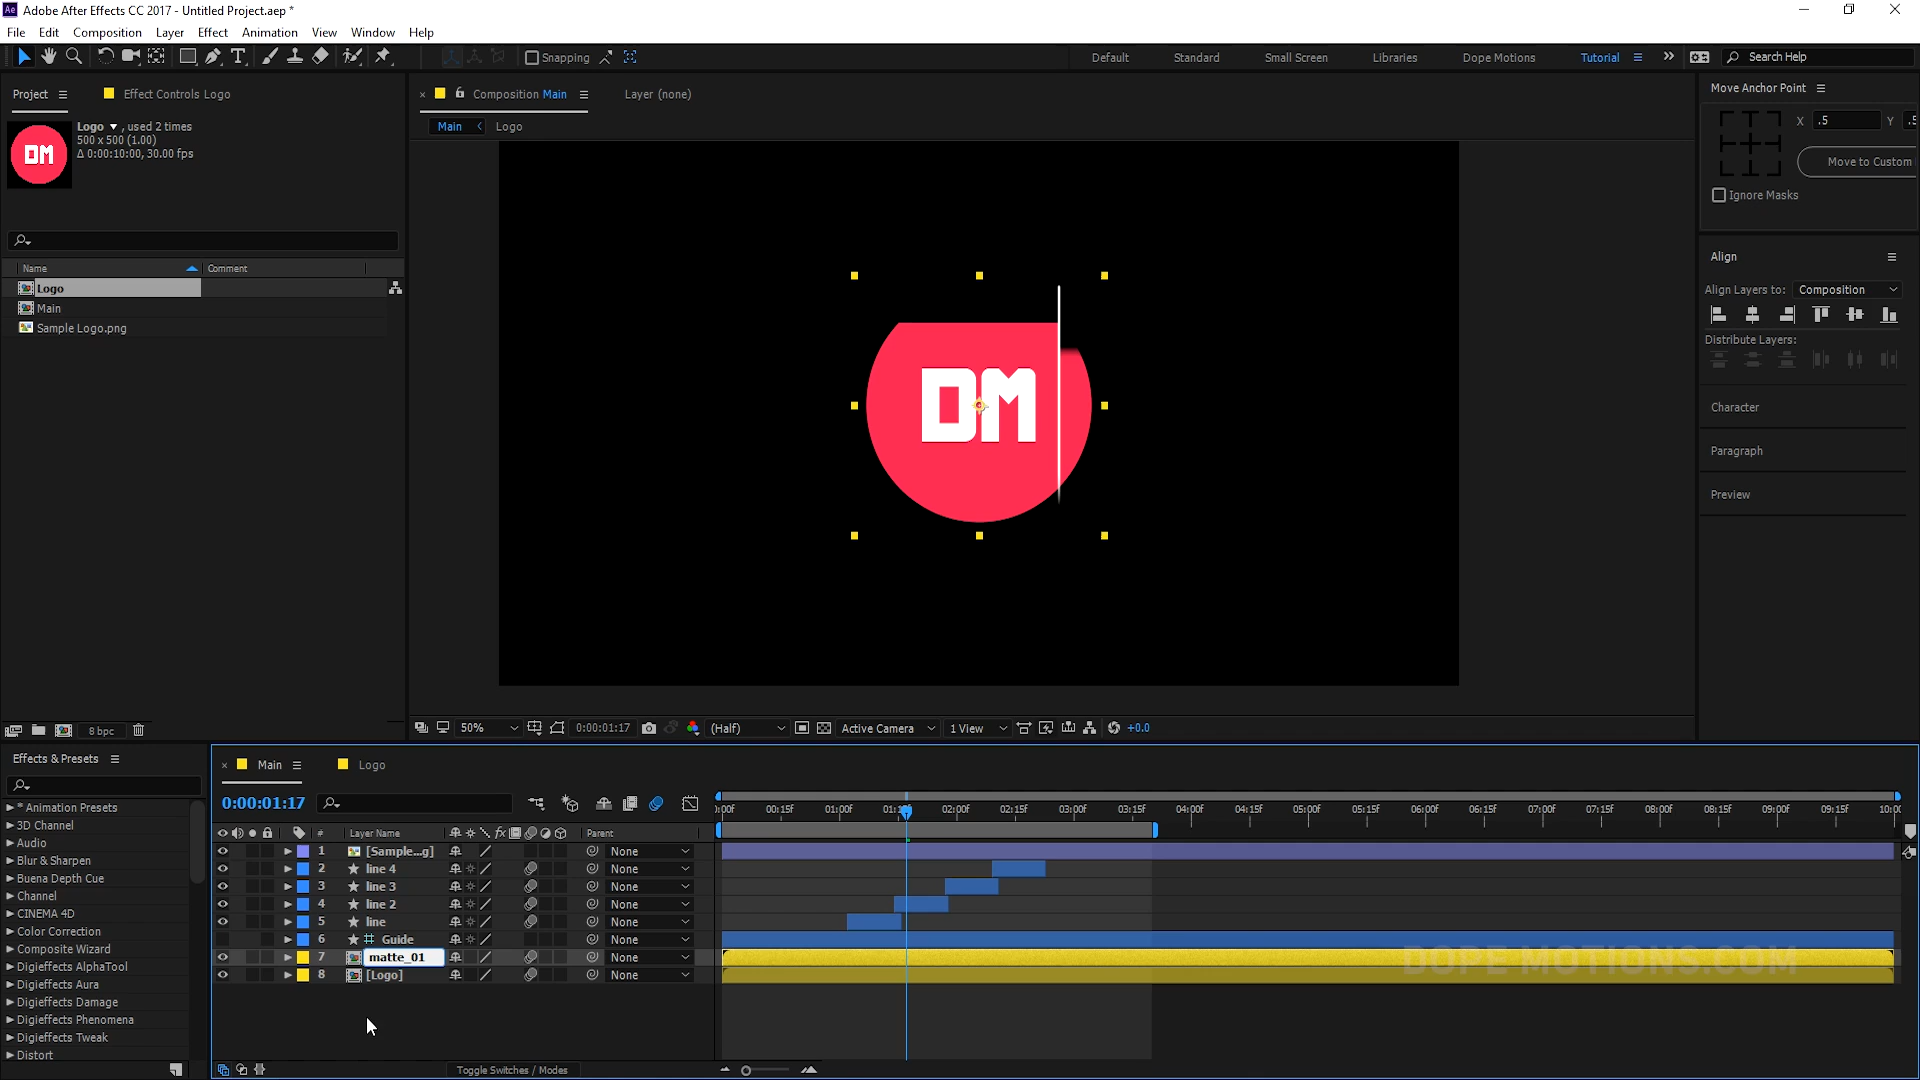 Adobe After Effects CC 2017 - Untitled Project.aep *
File Edit Composition Layer Effect Animation View Window Help
Snapping
Default Standard Small Screen Libraries Dope Motions Tutorial
Search Help
Project Effect Controls Logo
Logo , used 2 times
500 x 500 (1.00)
Δ 0:00:10:00, 30.00 fps
Name Comment
Logo
Main
Sample Logo.png
8 bpc
Composition Main Layer (none)
Main Logo
DM
DM
50% 0:00:01:17 (Half) Active Camera 1 View +0.0
Move Anchor Point
X .5 Y .5
Move to Custom
Ignore Masks
Align
Align Layers to: Composition
Distribute Layers:
Character
Paragraph
Preview
Effects & Presets
* Animation Presets
3D Channel
Audio
Blur & Sharpen
Buena Depth Cue
Channel
CINEMA 4D
Color Correction
Composite Wizard
Digieffects AlphaTool
Digieffects Aura
Digieffects Damage
Digieffects Phenomena
Digieffects Tweak
Distort
Main Logo
0:00:01:17
:00F 00:15f 01:00f 02:00f 02:15f 03:00f 03:15f 04:00f 04:15f 05:00f 05:15f 06:00f 06:15f 07:00f 07:15f 08:00f 08:15f 09:00f 09:15f
# Layer Name Parent
1 [Sample...g] None
2 line 4 None
3 line 3 None
4 line 2 None
5 line None
6 Guide None
7 matte_01 None
8 [Logo] None
DOPE MOTIONS.COM
Toggle Switches / Modes